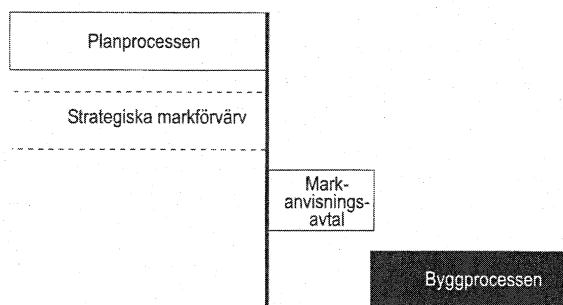 Planprocessen
Strategiska markförvärv
Mark-
anvisnings-
avtal
Byggprocessen